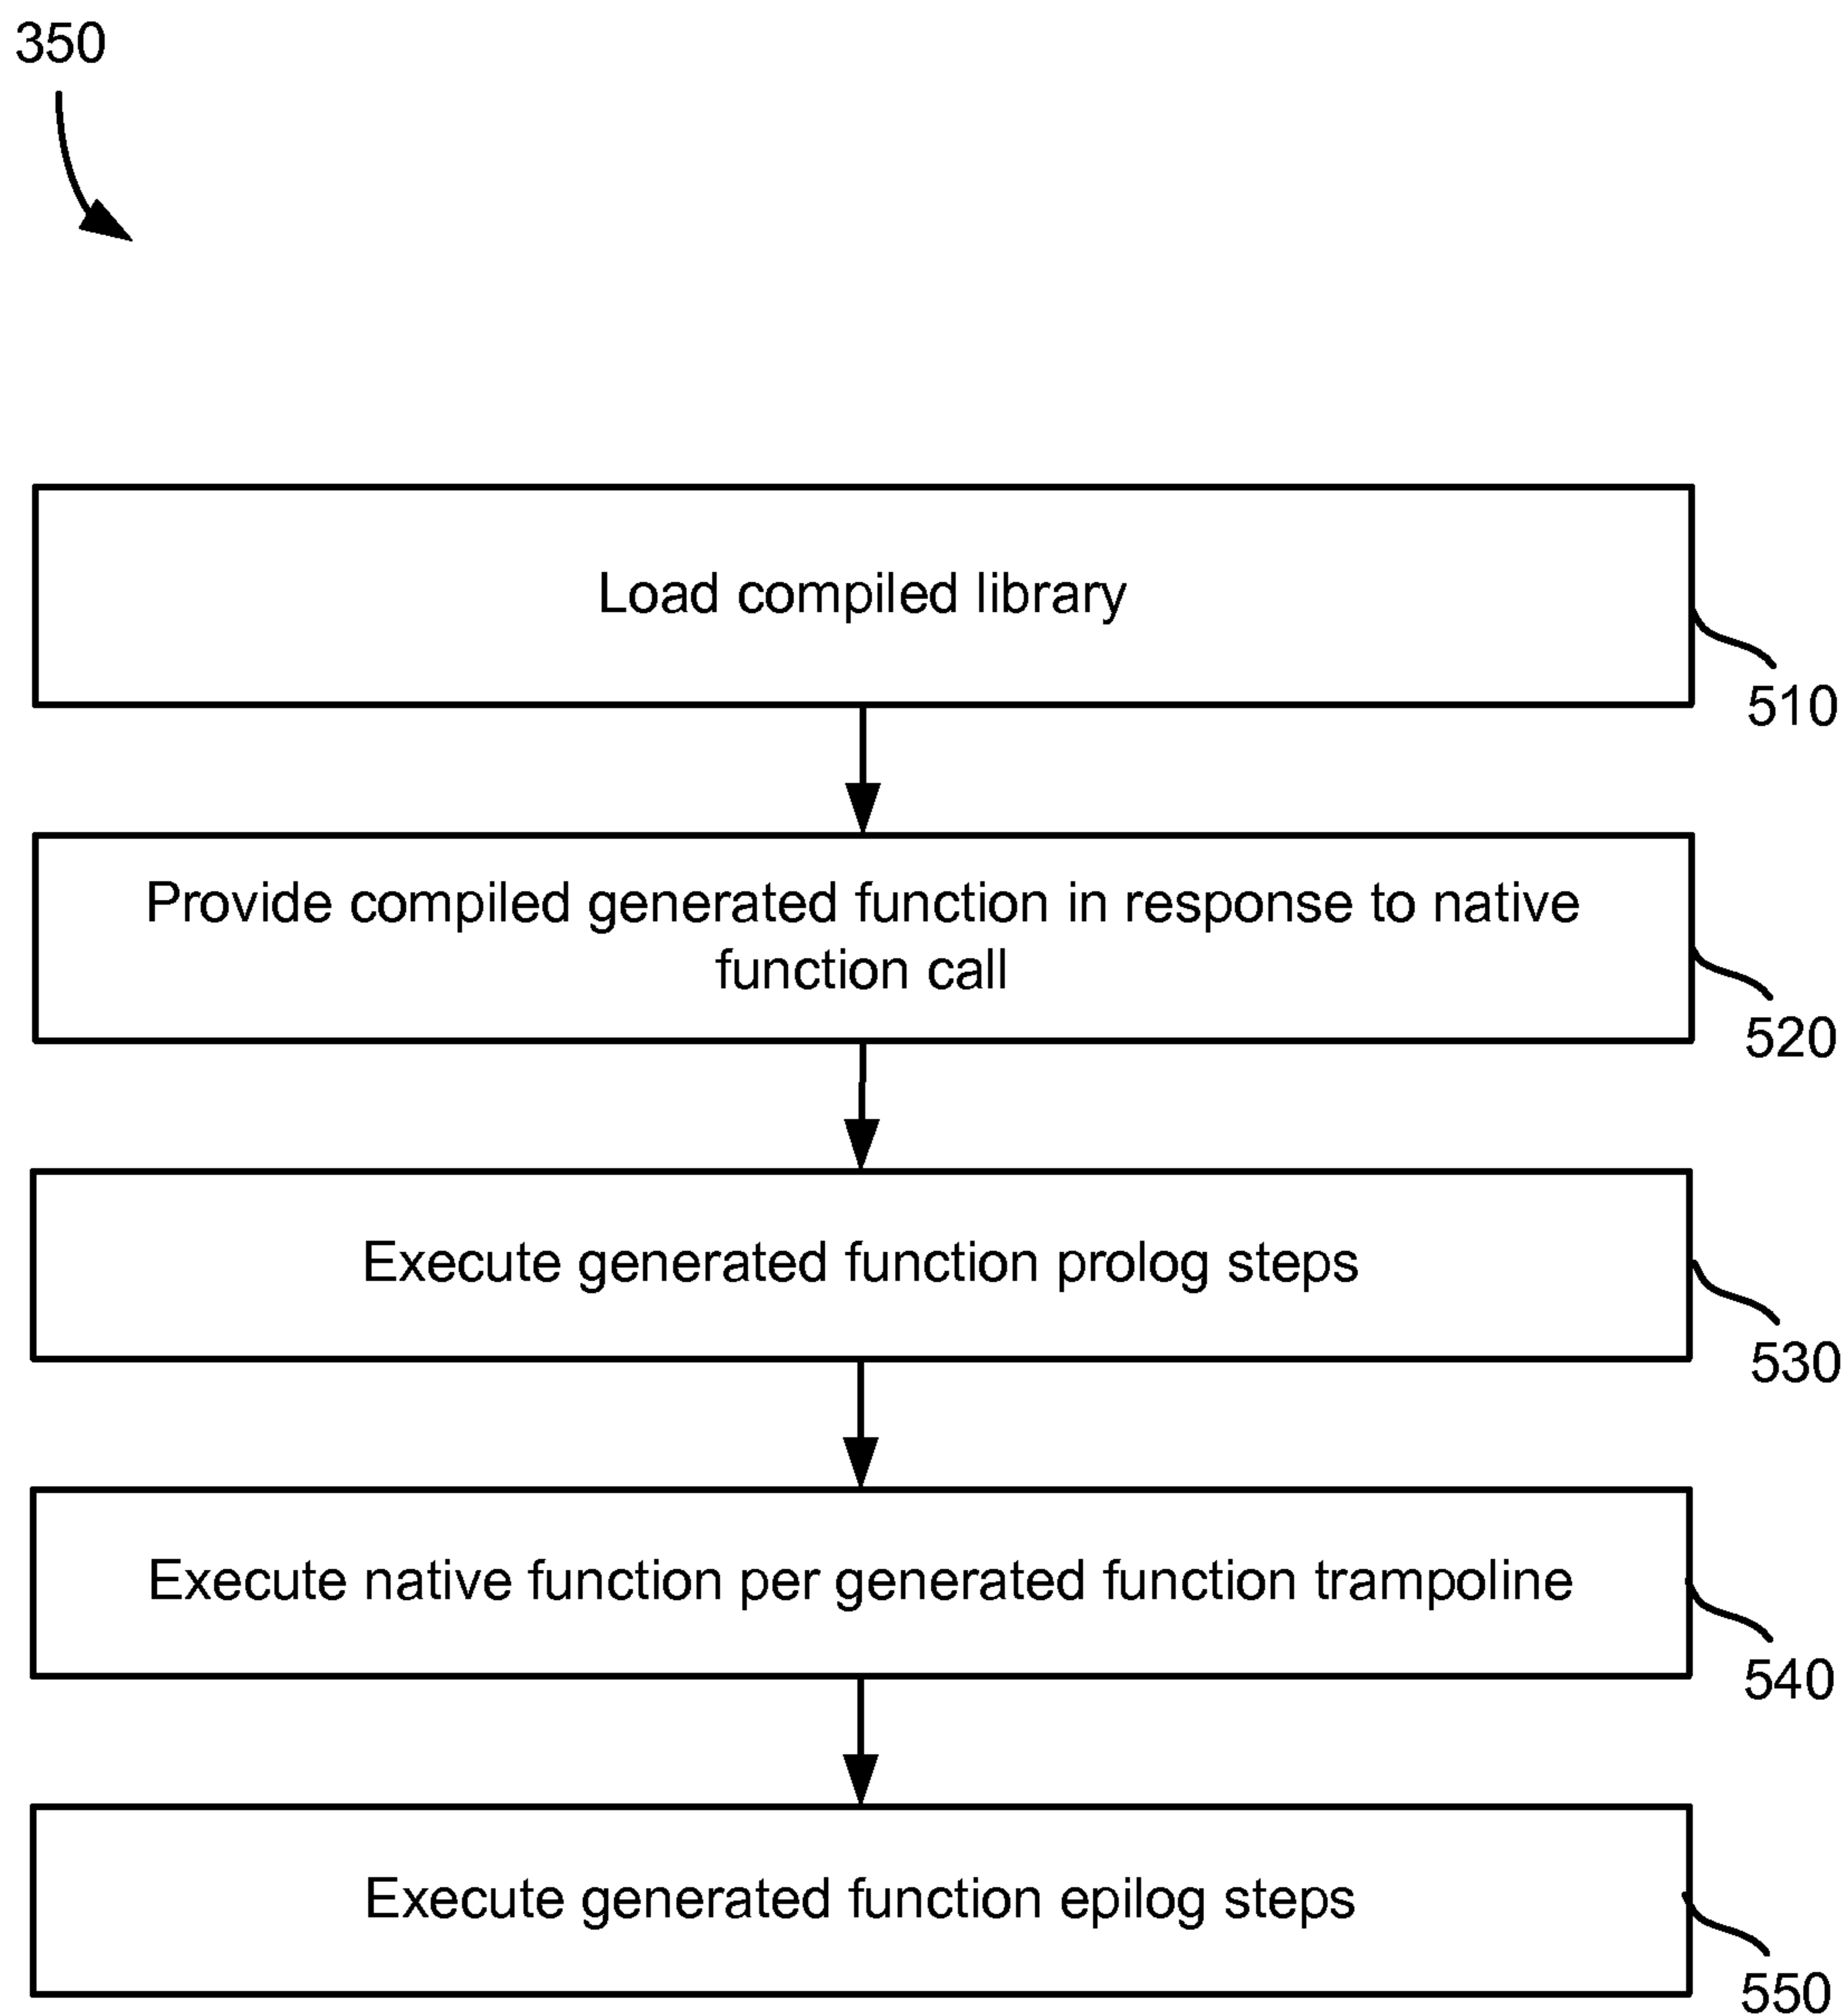 350
Load compiled library
510
Provide compiled generated function in response to native
function call
520
Execute generated function prolog steps
530
Execute native function per generated function trampoline
540
Execute generated function epilog steps
550